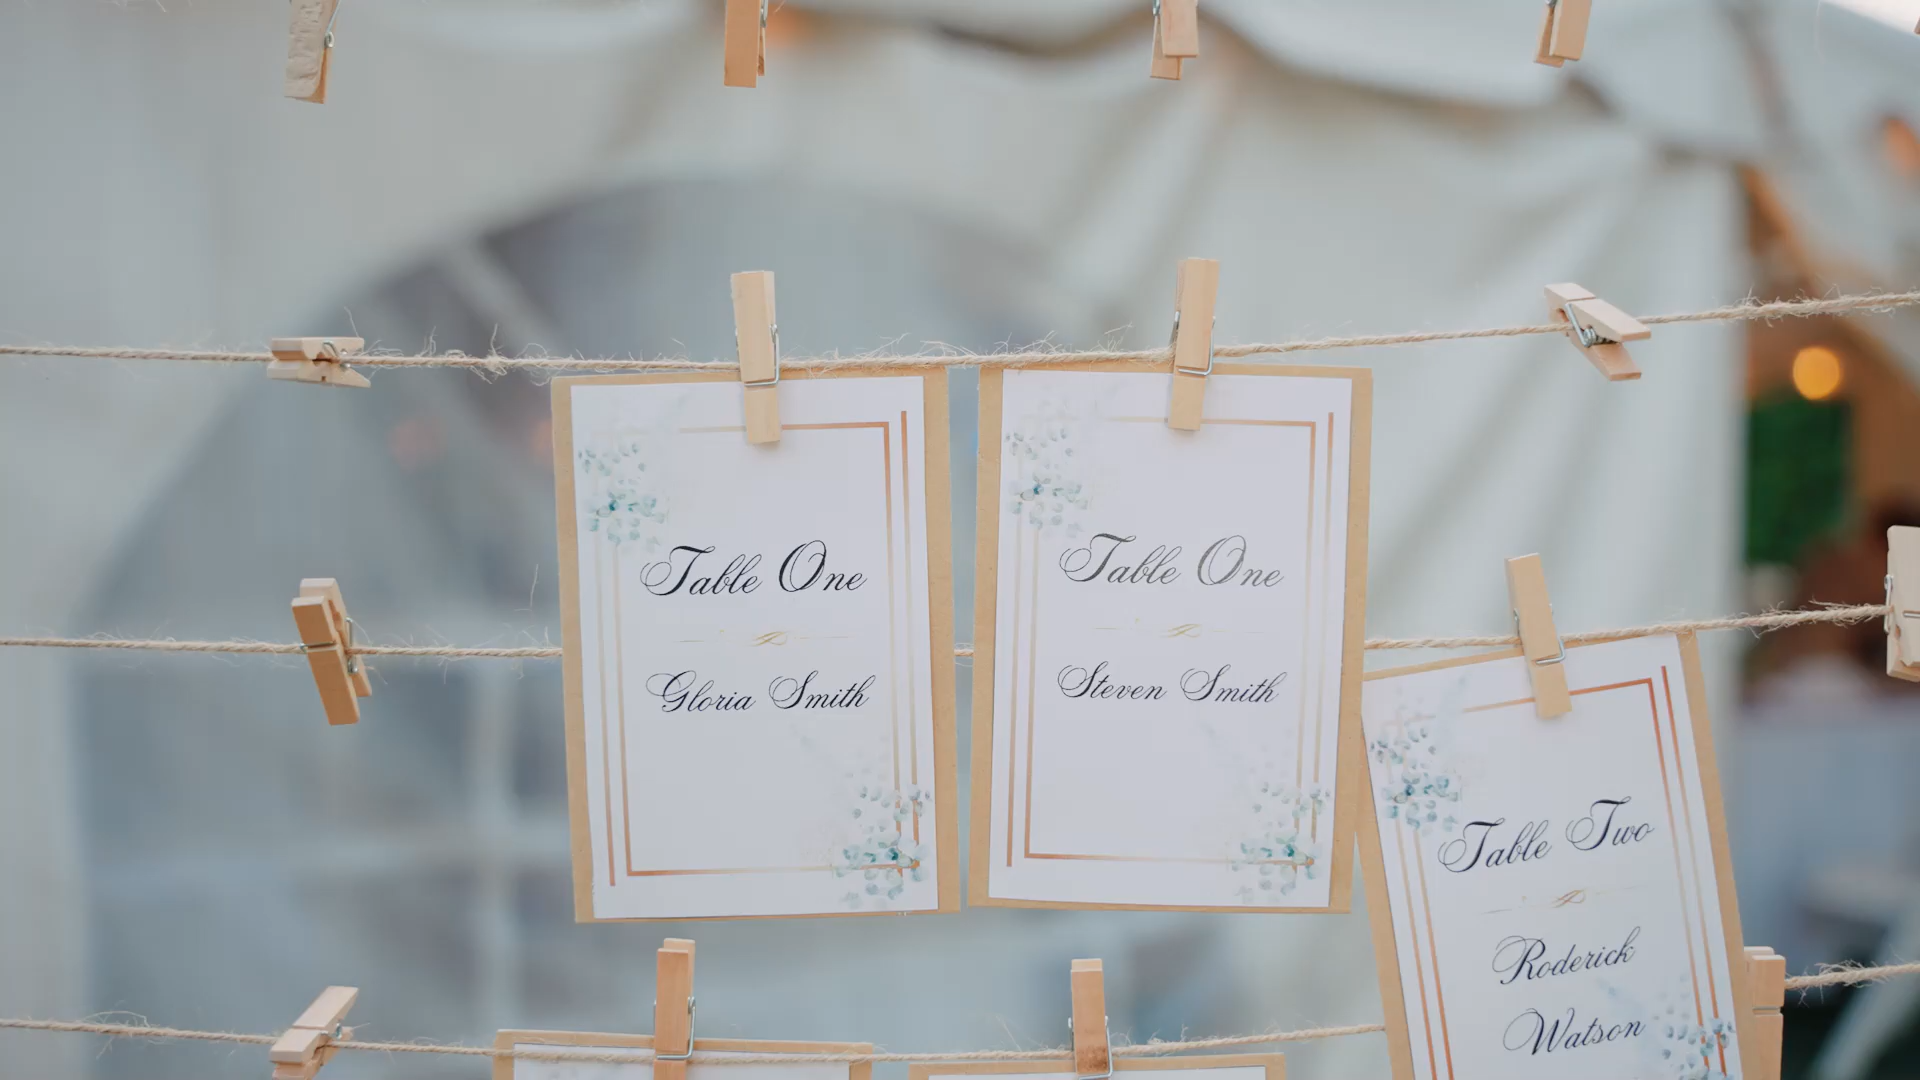 Table One
Gloria Smith
Table One
Steven Smith
Table Two
Roderick
Watson